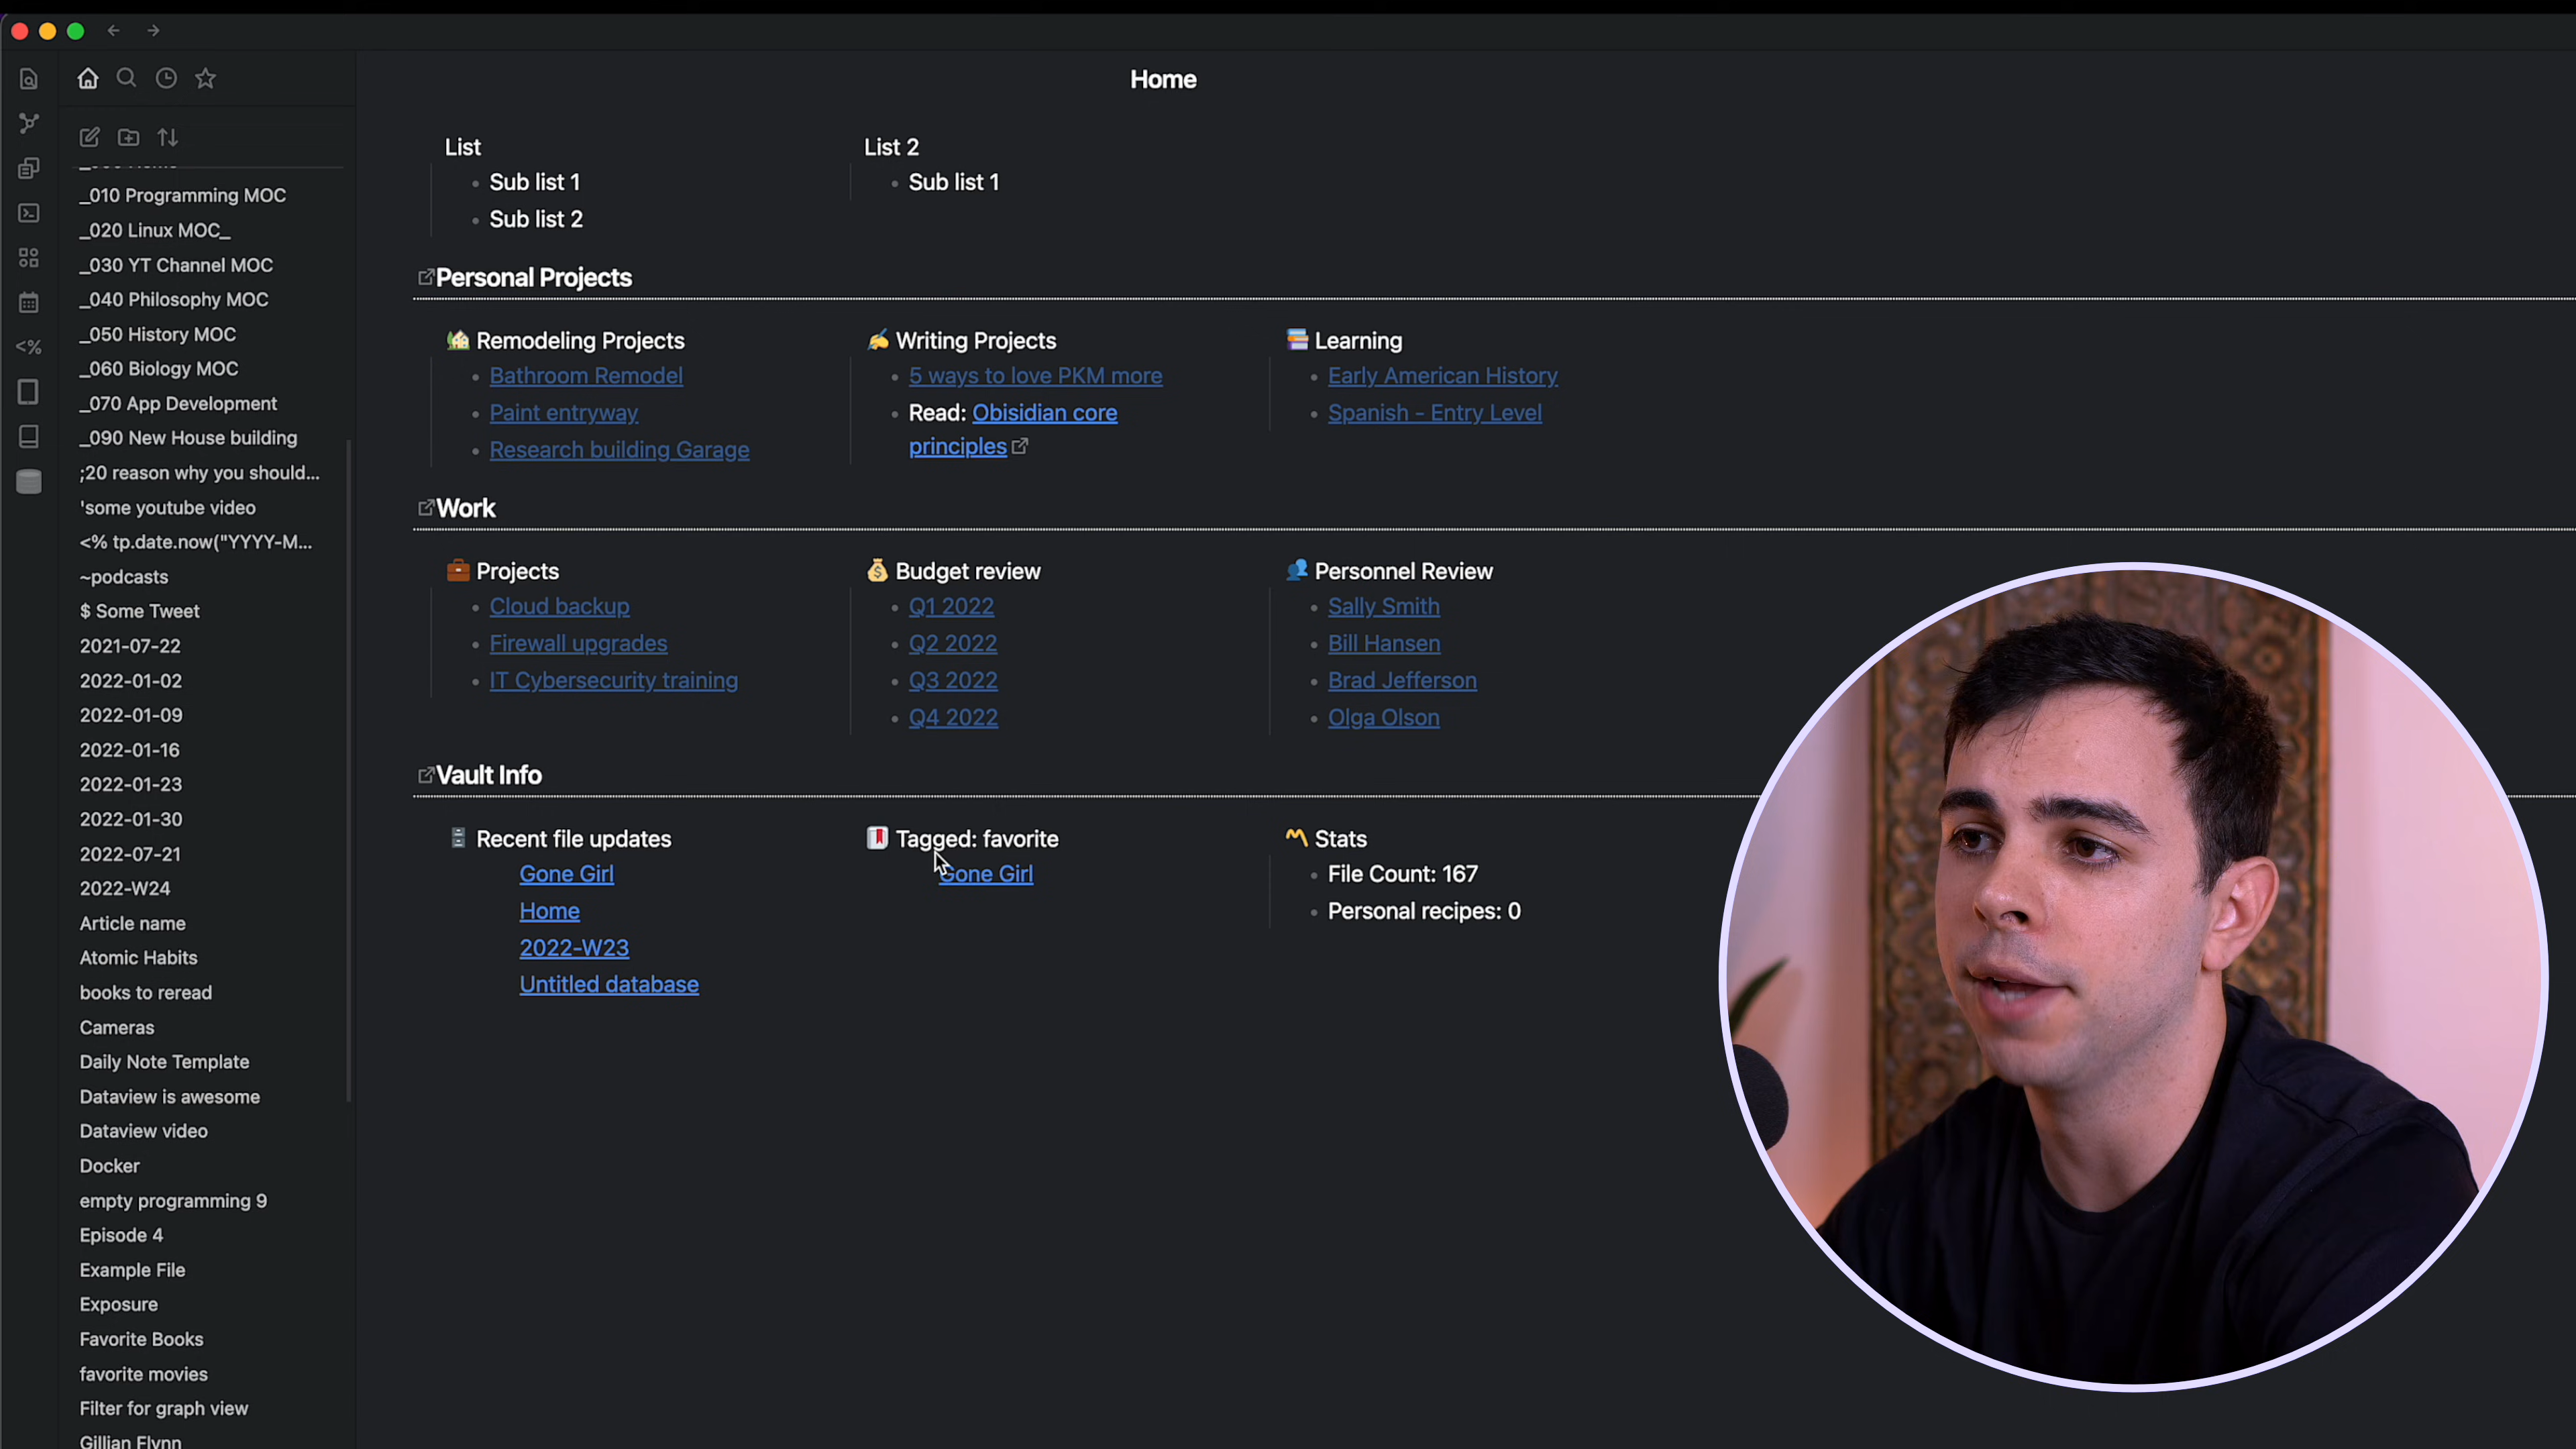 Home
_010 Programming MOC
_020 Linux MOC_
_030 YT Channel MOC
_040 Philosophy MOC
_050 History MOC
_060 Biology MOC
_070 App Development
_090 New House building
;20 reason why you should...
'some youtube video
<% tp.date.now("YYYY-M...
~podcasts
$ Some Tweet
2021-07-22
2022-01-02
2022-01-09
2022-01-16
2022-01-23
2022-01-30
2022-07-21
2022-W24
Article name
Atomic Habits
books to reread
Cameras
Daily Note Template
Dataview is awesome
Dataview video
Docker
empty programming 9
Episode 4
Example File
Exposure
Favorite Books
favorite movies
Filter for graph view
Gillian Flynn
<%
List
Sub list 1
Sub list 2
List 2
Sub list 1
Personal Projects
Remodeling Projects
Bathroom Remodel
Paint entryway
Research building Garage
Writing Projects
5 ways to love PKM more
Read: Obisidian core
principles
Learning
Early American History
Spanish - Entry Level
Work
Projects
Cloud backup
Firewall upgrades
IT Cybersecurity training
Budget review
Q1 2022
Q2 2022
Q3 2022
Q4 2022
Personnel Review
Sally Smith
Bill Hansen
Brad Jefferson
Olga Olson
Vault Info
Recent file updates
Gone Girl
Home
2022-W23
Untitled database
Tagged: favorite
Gone Girl
Stats
File Count: 167
Personal recipes: 0